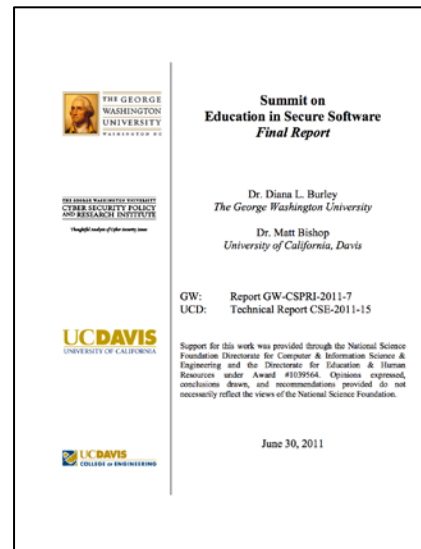 THE GEORGE
WASHINGTON
UNIVERSITY
WASHINGTON DC
THE GEORGE WASHINGTON UNIVERSITY
CYBER SECURITY POLICY
AND RESEARCH INSTITUTE
Thoughtful Analysis of Cyber Security Issues
UCDAVIS
UNIVERSITY OF CALIFORNIA
UCDAVIS
COLLEGE OF ENGINEERING
Summit on
Education in Secure Software
Final Report
Dr. Diana L. Burley
The George Washington University
Dr. Matt Bishop
University of California, Davis
GW: Report GW-CSPRI-2011-7
UCD: Technical Report CSE-2011-15
Support for this work was provided through the National Science
Foundation Directorate for Computer & Information Science &
Engineering and the Directorate for Education & Human
Resources under Award #1039564. Opinions expressed,
conclusions drawn, and recommendations provided do not
necessarily reflect the views of the National Science Foundation.
June 30, 2011